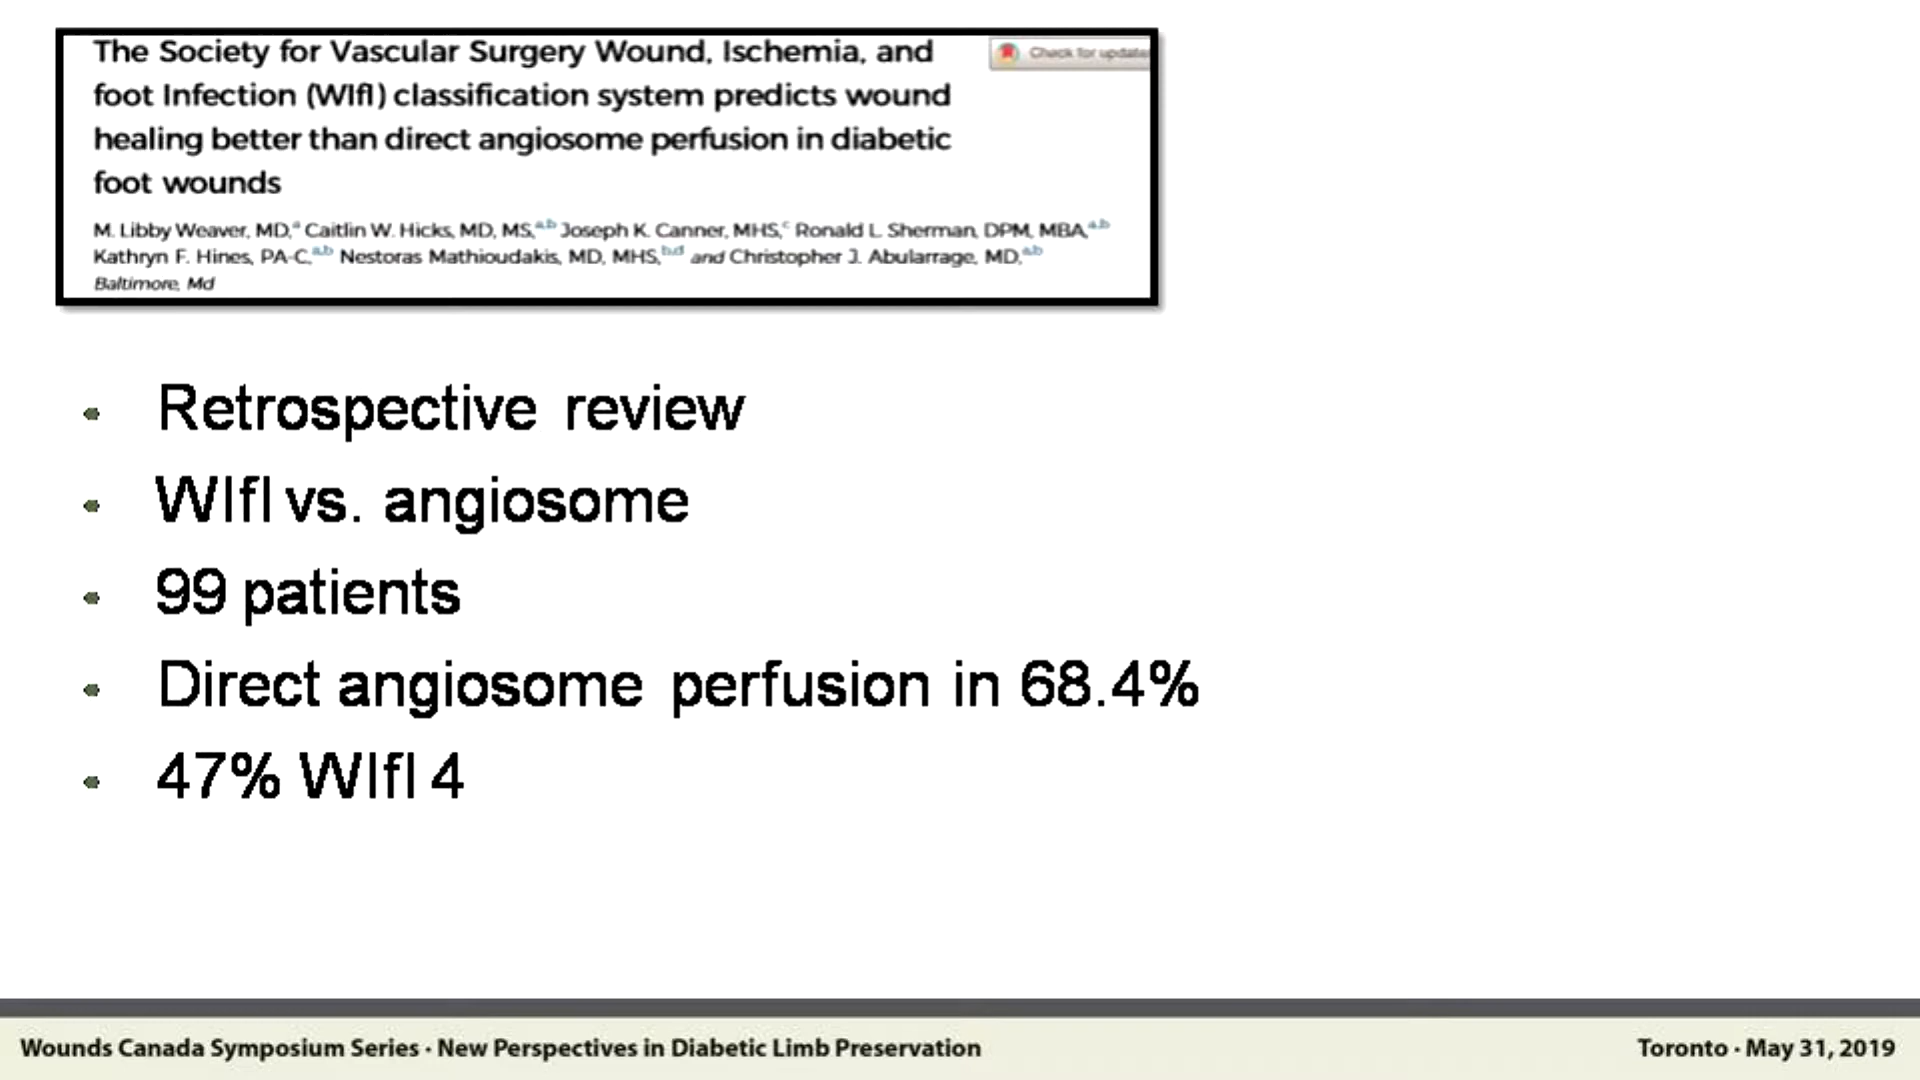 The Society for Vascular Surgery Wound, Ischemia, and
Check for updates
foot Infection (WIfI) classification system predicts wound
healing better than direct angiosome perfusion in diabetic
foot wounds
M. Libby Weaver, MD,a Caitlin W. Hicks, MD, MS,a,b Joseph K. Canner, MHS,c Ronald L. Sherman, DPM, MBA,a,b
Kathryn F. Hines, PA-C,a,b Nestoras Mathioudakis, MD, MHS,b,d and Christopher J. Abularrage, MD,a,b
Baltimore, Md
• Retrospective review
• WIfI vs. angiosome
• 99 patients
• Direct angiosome perfusion in 68.4%
• 47% WIfI 4
Wounds Canada Symposium Series · New Perspectives in Diabetic Limb Preservation
Toronto · May 31, 2019